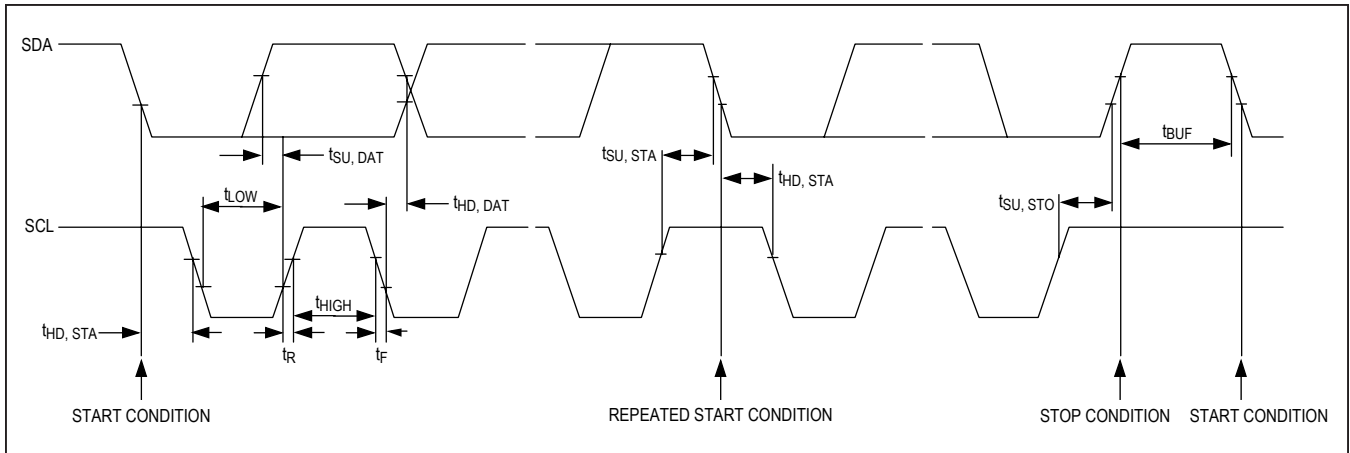 SDA
tSU, DAT
tSU, STA
tHD, STA
tBUF
tLOW
tHD, DAT
tSU, STO
SCL
tHIGH
tHD, STA
tR
tF
START CONDITION
REPEATED START CONDITION
STOP CONDITION
START CONDITION